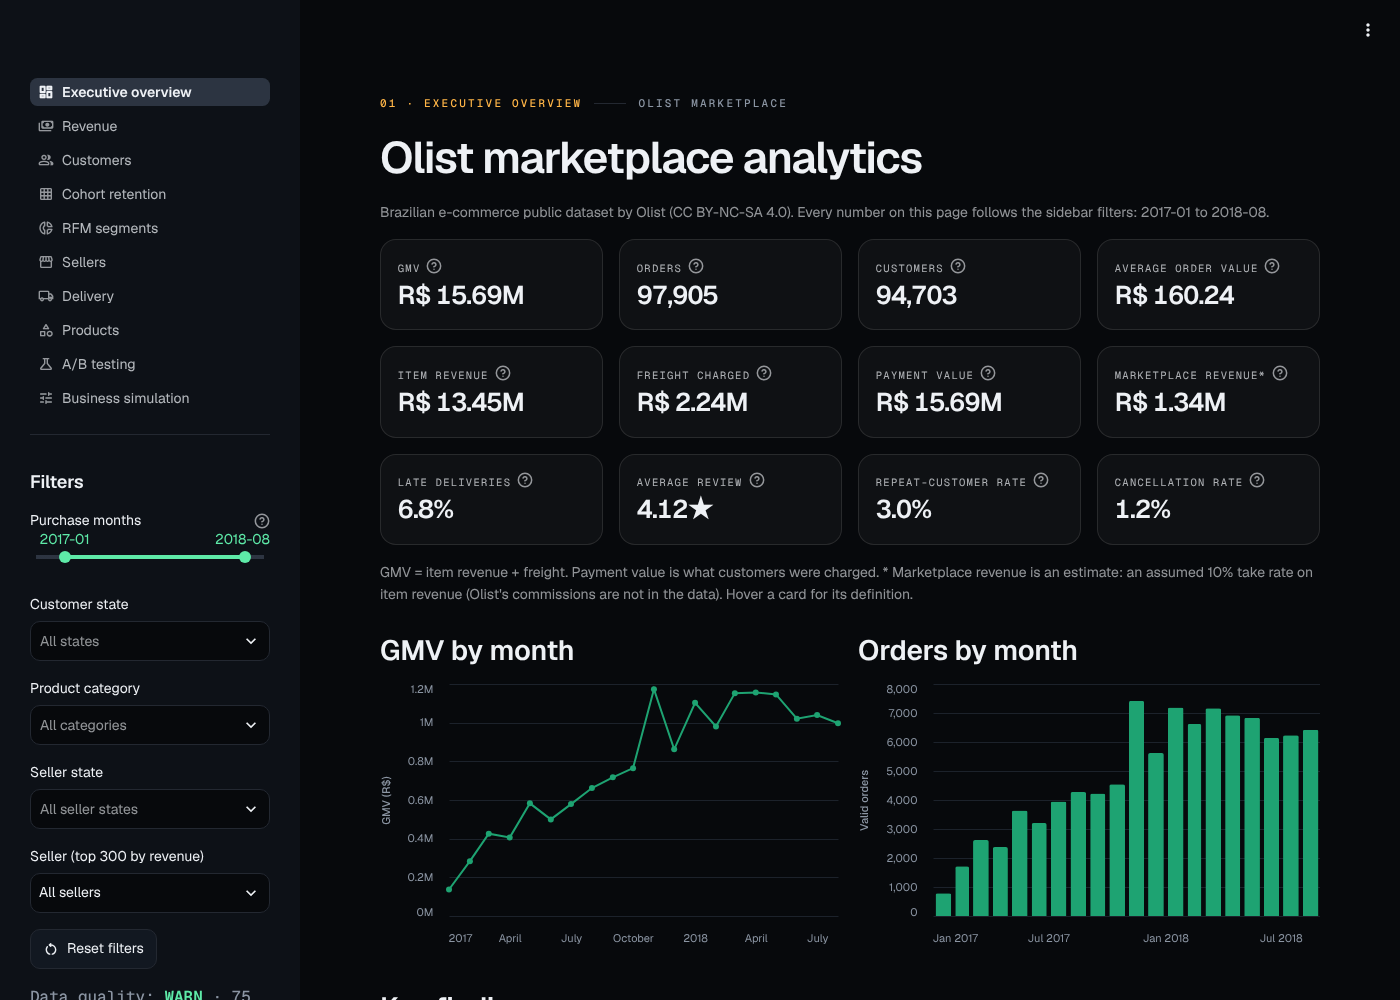 Executive overview
Revenue
Customers
Cohort retention
RFM segments
Sellers
Delivery
Products
A/B testing
Business simulation
Filters
Purchase months
2017-01 2018-08
Customer state
All states
Product category
All categories
Seller state
All seller states
Seller (top 300 by revenue)
All sellers
Reset filters
Data quality: WARN · 75
01 · EXECUTIVE OVERVIEW OLIST MARKETPLACE
Olist marketplace analytics
Brazilian e-commerce public dataset by Olist (CC BY-NC-SA 4.0). Every number on this page follows the sidebar filters: 2017-01 to 2018-08.
GMV
R$ 15.69M
ORDERS
97,905
CUSTOMERS
94,703
AVERAGE ORDER VALUE
R$ 160.24
ITEM REVENUE
R$ 13.45M
FREIGHT CHARGED
R$ 2.24M
PAYMENT VALUE
R$ 15.69M
MARKETPLACE REVENUE*
R$ 1.34M
LATE DELIVERIES
6.8%
AVERAGE REVIEW
4.12★
REPEAT-CUSTOMER RATE
3.0%
CANCELLATION RATE
1.2%
GMV = item revenue + freight. Payment value is what customers were charged. * Marketplace revenue is an estimate: an assumed 10% take rate on
item revenue (Olist's commissions are not in the data). Hover a card for its definition.
GMV by month
GMV (R$)
1.2M
1M
0.8M
0.6M
0.4M
0.2M
0M
2017 April July October 2018 April July
Orders by month
Valid orders
8,000
7,000
6,000
5,000
4,000
3,000
2,000
1,000
0
Jan 2017 Jul 2017 Jan 2018 Jul 2018